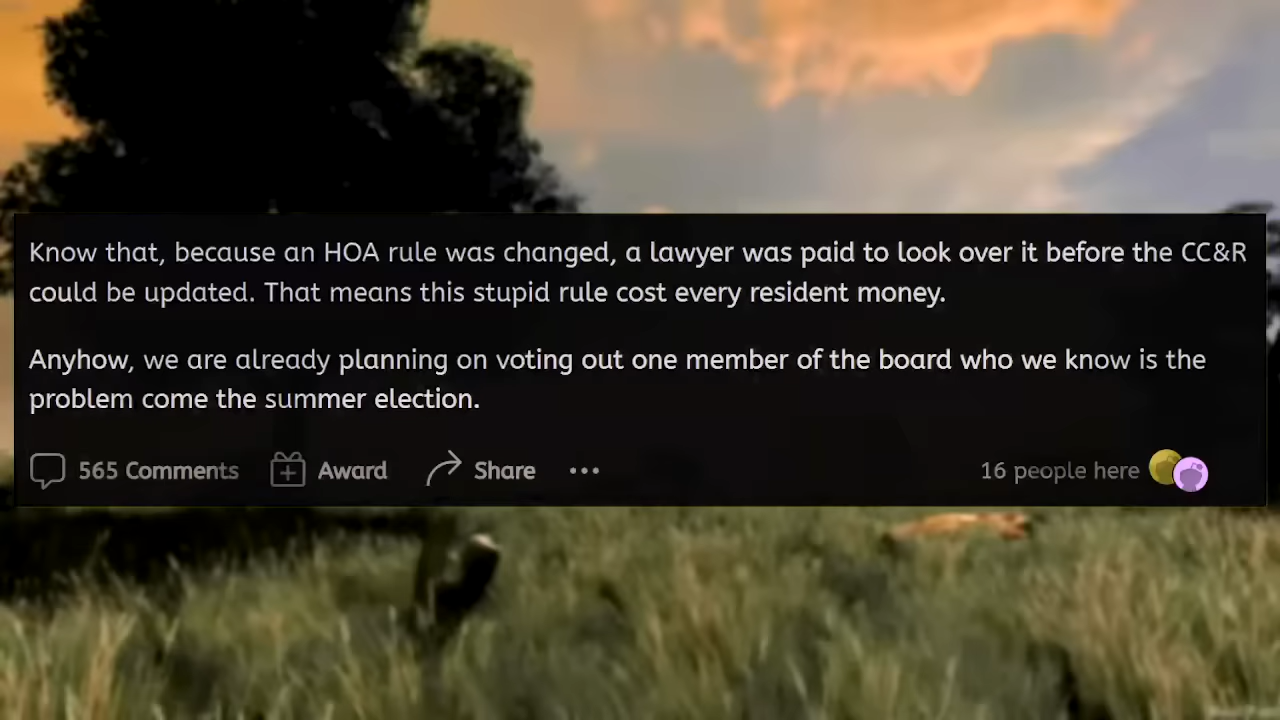 Know that, because an HOA rule was changed, a lawyer was paid to look over it before the CC&R
could be updated. That means this stupid rule cost every resident money.
Anyhow, we are already planning on voting out one member of the board who we know is the
problem come the summer election.
565 Comments Award Share ••• 16 people here